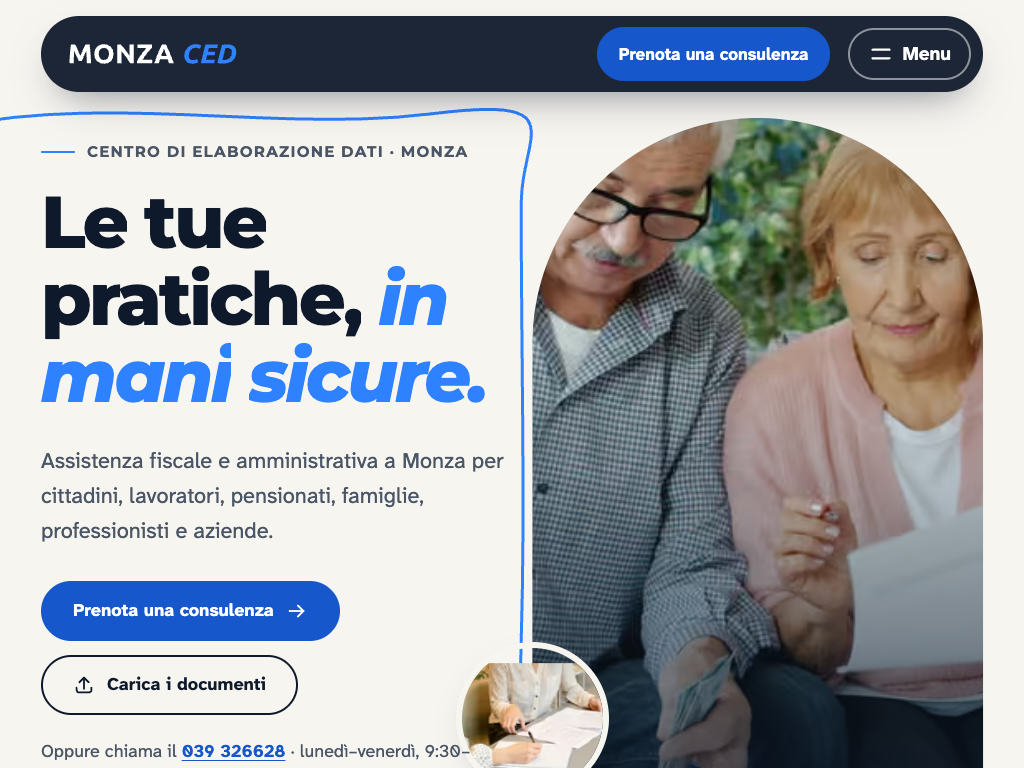 MONZA CED
Prenota una consulenza
Menu
CENTRO DI ELABORAZIONE DATI · MONZA
Le tue
pratiche, in
mani sicure.
Assistenza fiscale e amministrativa a Monza per
cittadini, lavoratori, pensionati, famiglie,
professionisti e aziende.
Prenota una consulenza
Carica i documenti
Oppure chiama il 039 326628 · lunedì–venerdì, 9:30–